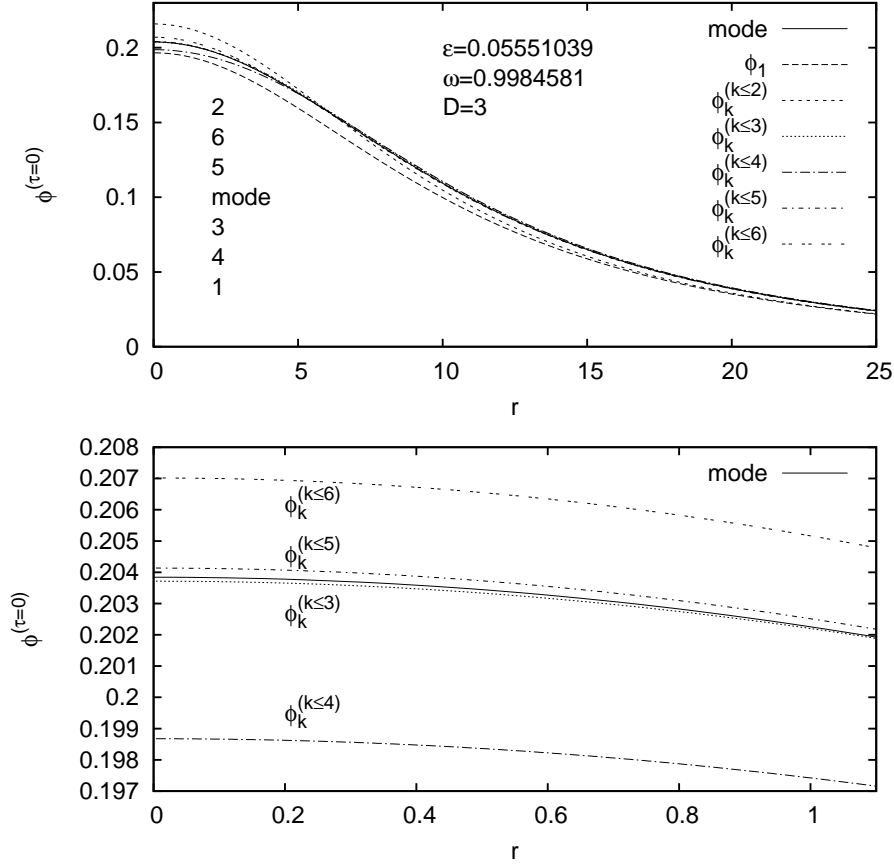 0.2
0.15
0.1
0.05
0
0
5
10
15
20
25
r
ϕ^(τ=0)
ε=0.05551039
ω=0.9984581
D=3
2
6
5
mode
3
4
1
mode
ϕ_1
ϕ_k^(k≤2)
ϕ_k^(k≤3)
ϕ_k^(k≤4)
ϕ_k^(k≤5)
ϕ_k^(k≤6)
0.208
0.207
0.206
0.205
0.204
0.203
0.202
0.201
0.2
0.199
0.198
0.197
0
0.2
0.4
0.6
0.8
1
r
ϕ^(τ=0)
mode
ϕ_k^(k≤6)
ϕ_k^(k≤5)
ϕ_k^(k≤3)
ϕ_k^(k≤4)